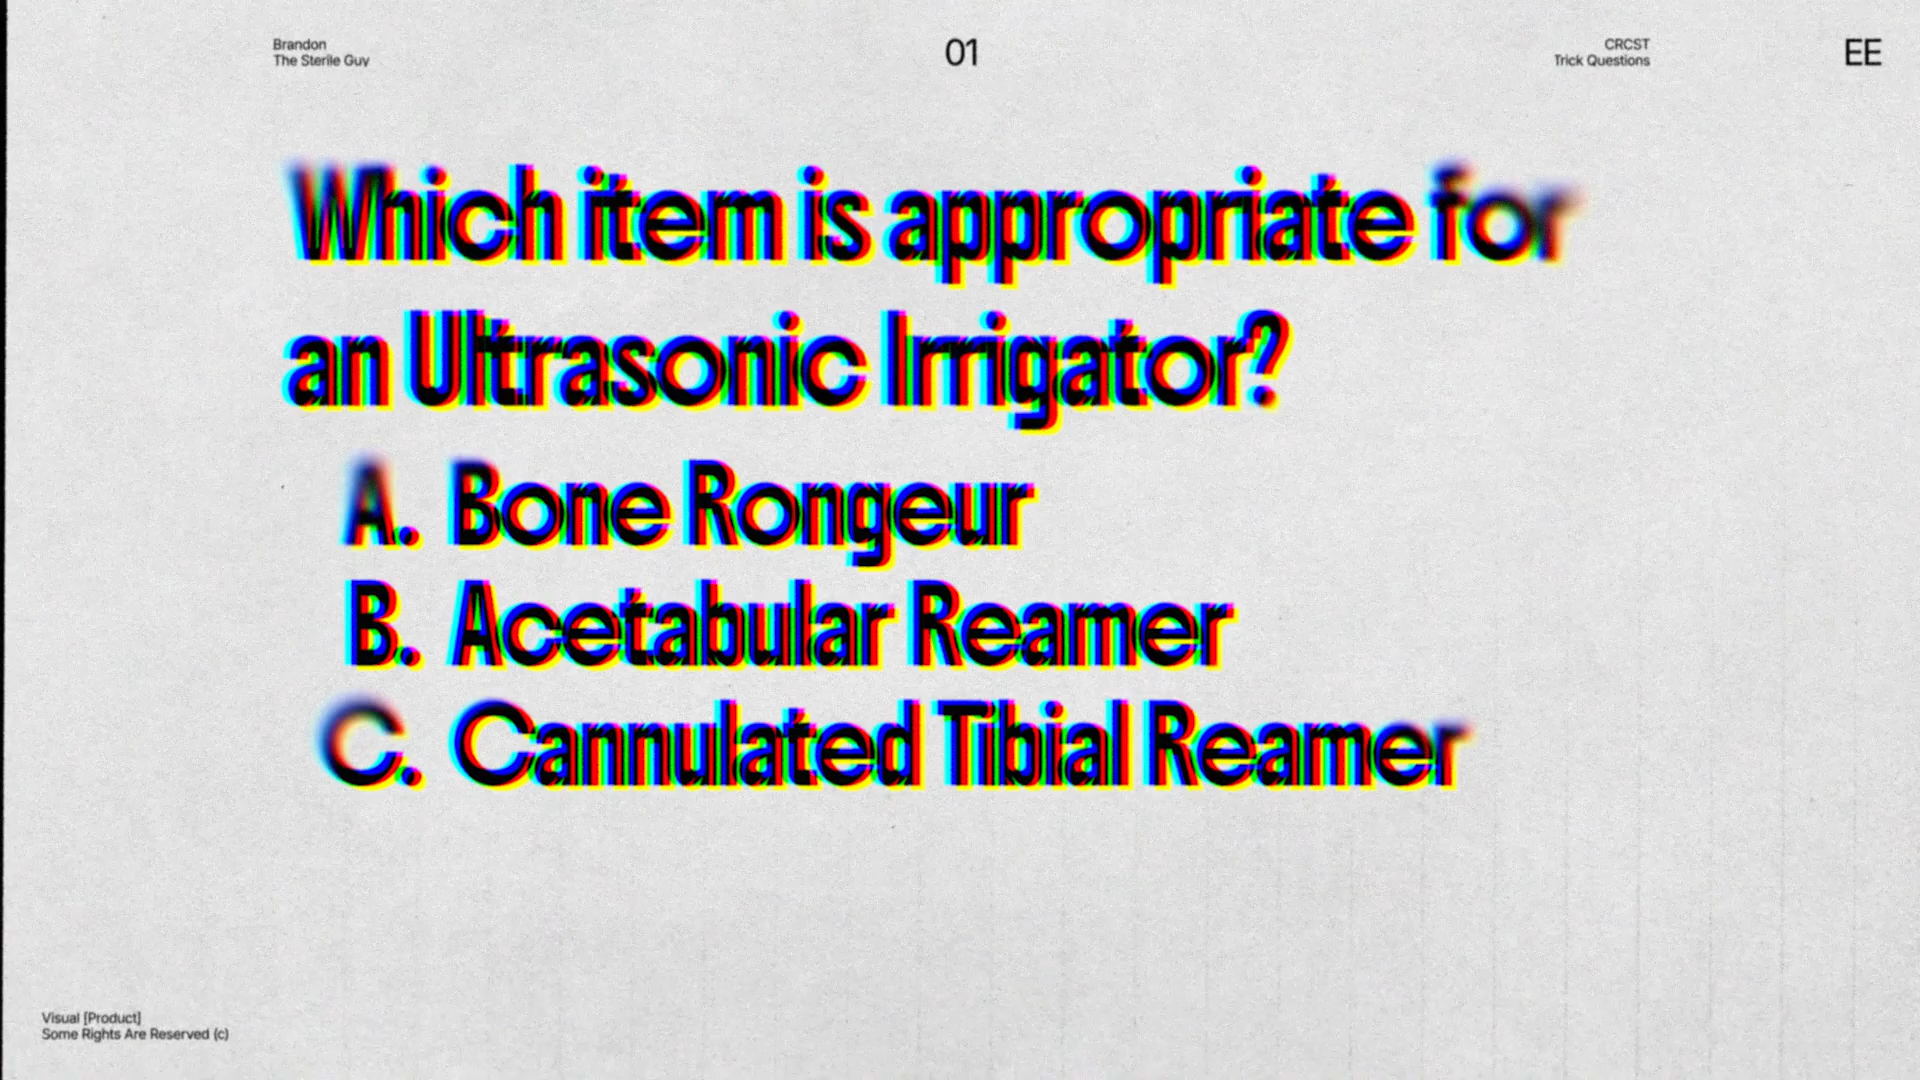 Brandon
The Sterile Guy
01
CRCST
Trick Questions
EE
Which item is appropriate for
an Ultrasonic Irrigator?
A. Bone Rongeur
B. Acetabular Reamer
C. Cannulated Tibial Reamer
Visual [Product]
Some Rights Are Reserved (c)